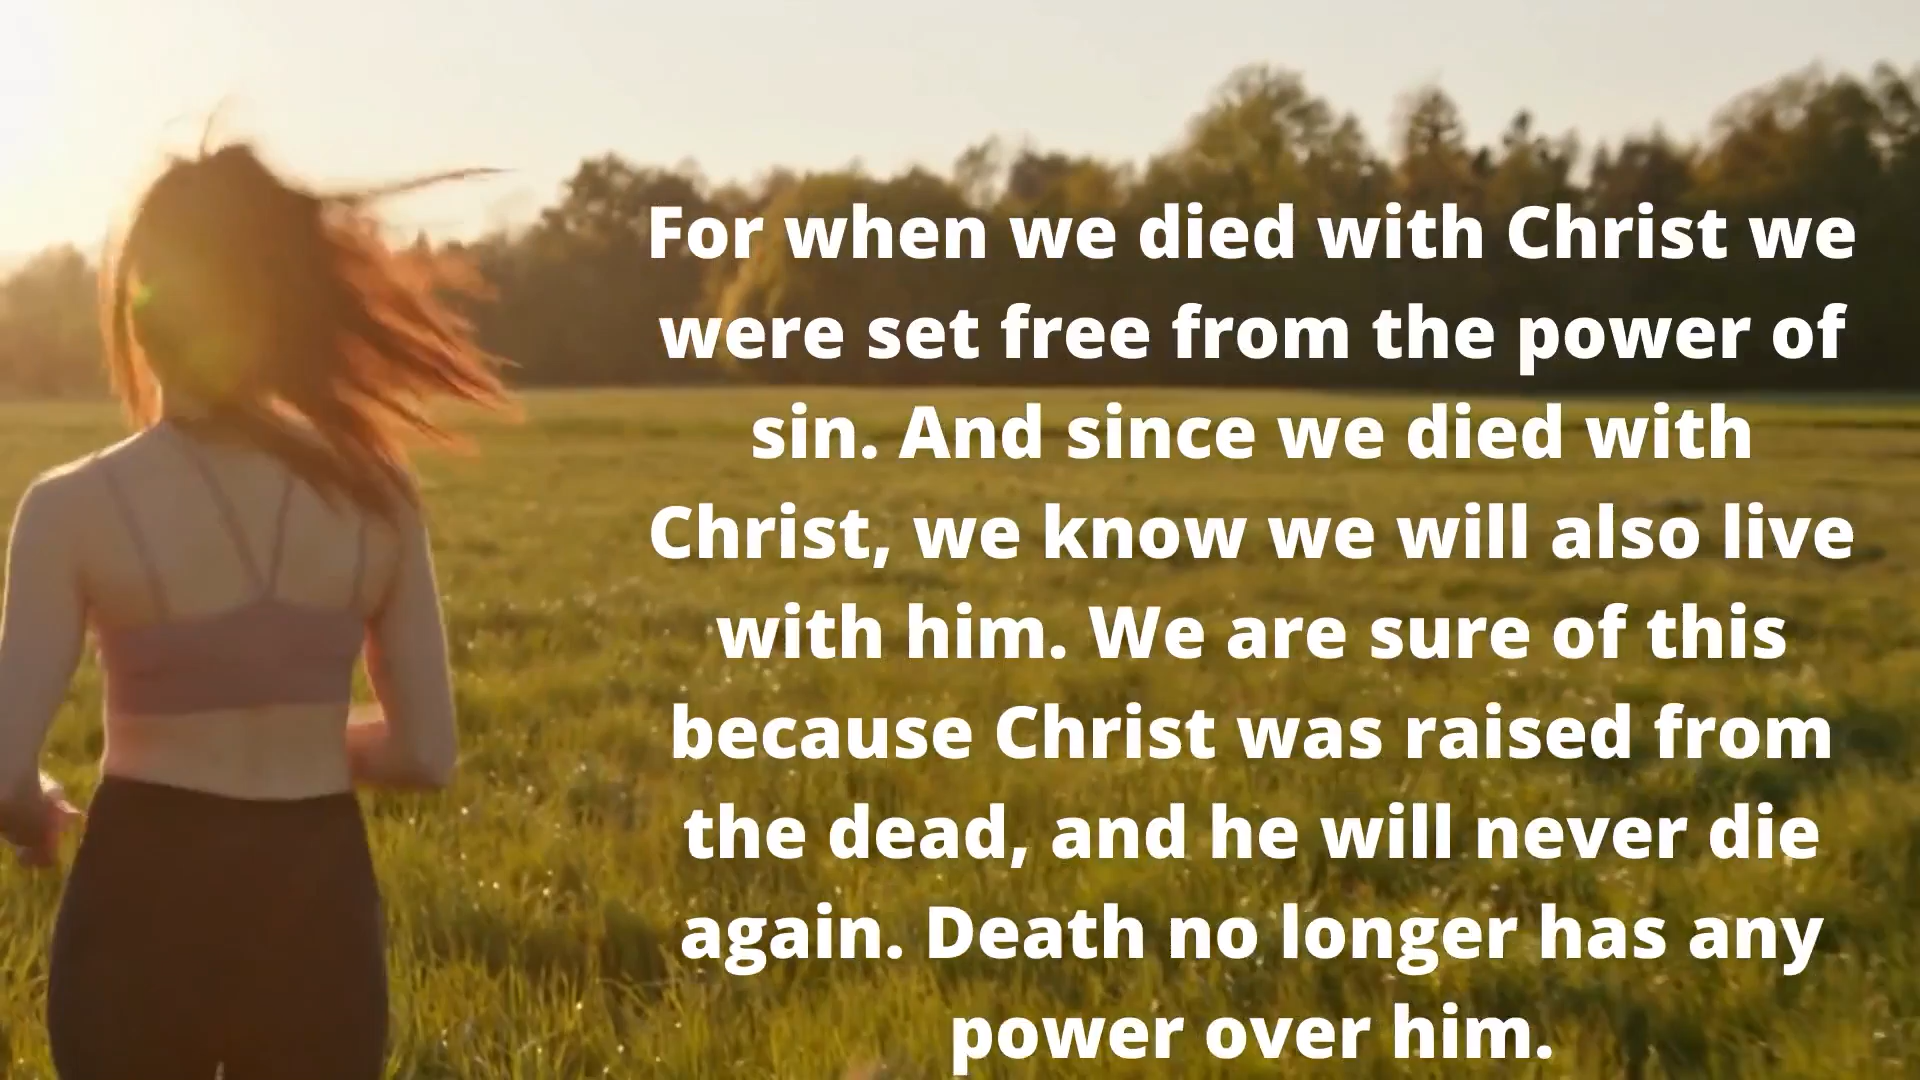 For when we died with Christ we
were set free from the power of
sin. And since we died with
Christ, we know we will also live
with him. We are sure of this
because Christ was raised from
the dead, and he will never die
again. Death no longer has any
power over him.